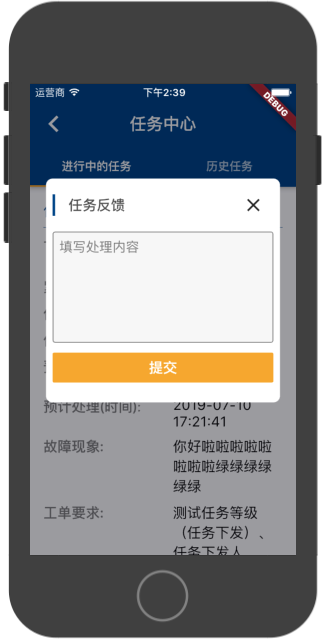 运营商 下午2:39
DEBUG
任务中心
进行中的任务 历史任务
任务反馈
填写处理内容
提交
预计处理(时间): 2019-07-10
17:21:41
故障现象: 你好啦啦啦啦啦
啦啦啦绿绿绿绿
绿绿
工单要求: 测试任务等级
（任务下发）、
任务下发人